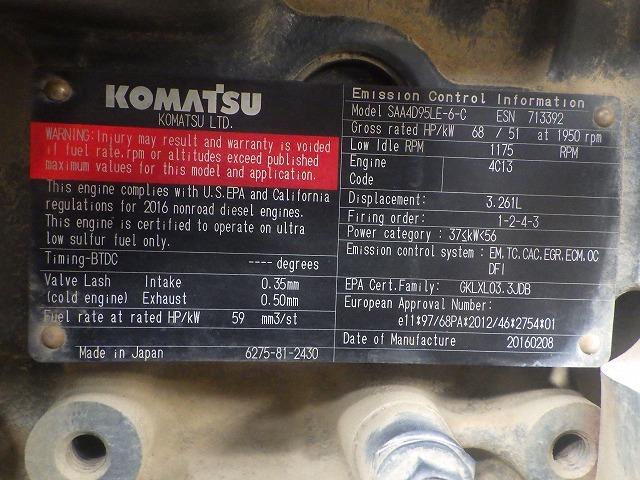 KOMATSU
KOMATSU LTD.
WARNING: Injury may result and warranty is voided
if fuel rate, rpm or altitudes exceed published
maximum values for this model and application.
This engine complies with U.S.EPA and California
regulations for 2016 nonroad diesel engines.
This engine is certified to operate on ultra
low sulfur fuel only.
Timing-BTDC ---- degrees
Valve Lash Intake 0.35mm
(cold engine) Exhaust 0.50mm
Fuel rate at rated HP/kW 59 mm3/st
Made in Japan 6275-81-2430
Emission Control Information
Model SAA4D95LE-6-C ESN 713392
Gross rated HP/kW 68 / 51 at 1950 rpm
Low Idle RPM 1175 RPM
Engine 4CT3
Code
Displacement: 3.261L
Firing order: 1-2-4-3
Power category : 37≤kW<56
Emission control system : EM,TC,CAC,EGR,ECM,OC
DFI
EPA Cert.Family: GKLXL03.3JDB
European Approval Number:
e11*97/68PA*2012/46*2754*01
Date of Manufacture 20160208